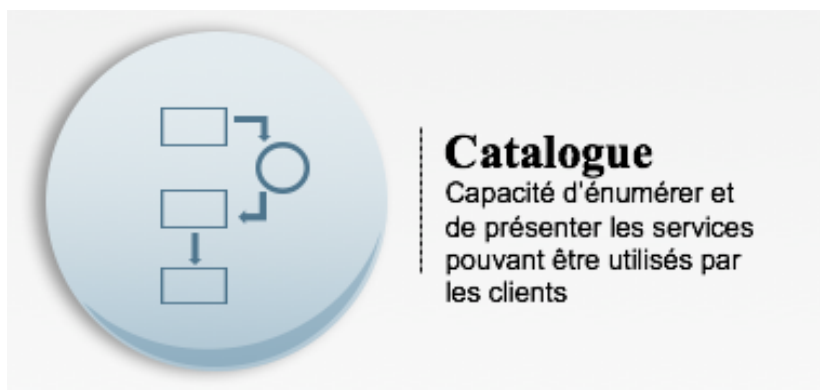 Catalogue
Capacité d'énumérer et
de présenter les services
pouvant être utilisés par
les clients